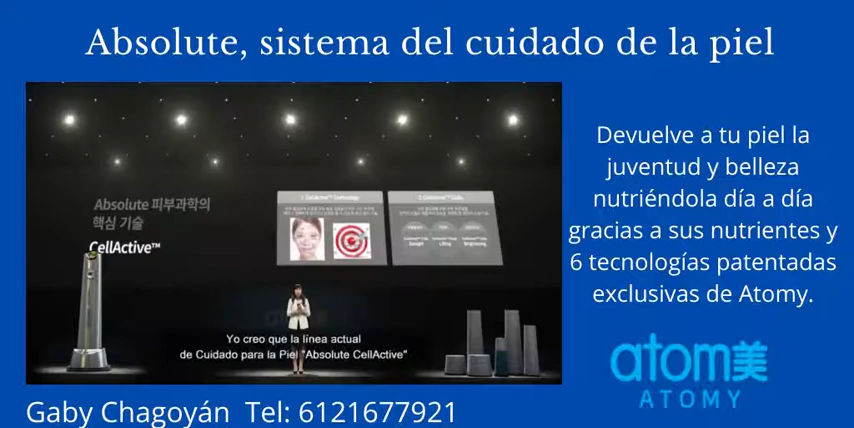 Absolute, sistema del cuidado de la piel
Absolute 피부과학의
핵심 기술
CellActive™
1. CellActive™ Technology
Yo creo que la línea actual
de Cuidado para la Piel "Absolute CellActive"
Devuelve a tu piel la
juventud y belleza
nutriéndola día a día
gracias a sus nutrientes y
6 tecnologías patentadas
exclusivas de Atomy.
atom美
ATOMY
Gaby Chagoyán Tel: 6121677921